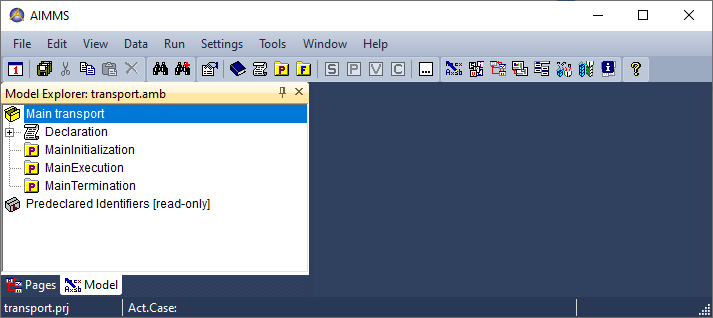 AIMMS
File Edit View Data Run Settings Tools Window Help
1 P F S P V C ... ?
Model Explorer: transport.amb
Main transport
Declaration
P MainInitialization
P MainExecution
P MainTermination
Predeclared Identifiers [read-only]
Pages Model
transport.prj Act.Case: